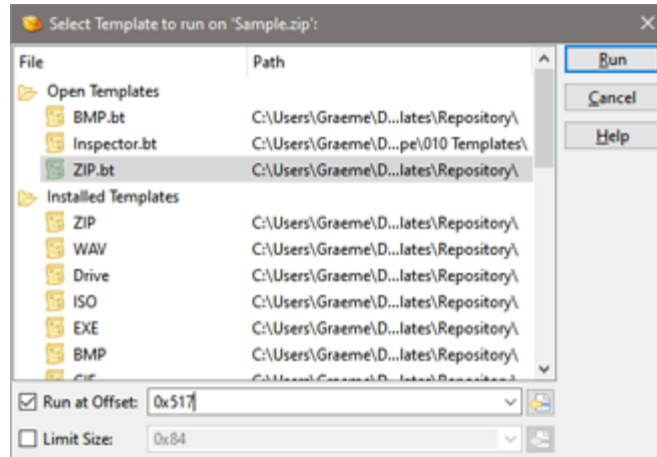 Select Template to run on 'Sample.zip':
File Path Run
Open Templates Cancel
BMP.bt C:\Users\Graeme\D...lates\Repository\
Inspector.bt C:\Users\Graeme\D...pe\010 Templates\ Help
ZIP.bt C:\Users\Graeme\D...lates\Repository\
Installed Templates
ZIP C:\Users\Graeme\D...lates\Repository\
WAV C:\Users\Graeme\D...lates\Repository\
Drive C:\Users\Graeme\D...lates\Repository\
ISO C:\Users\Graeme\D...lates\Repository\
EXE C:\Users\Graeme\D...lates\Repository\
BMP C:\Users\Graeme\D...lates\Repository\
Run at Offset: 0x517
Limit Size: 0x84